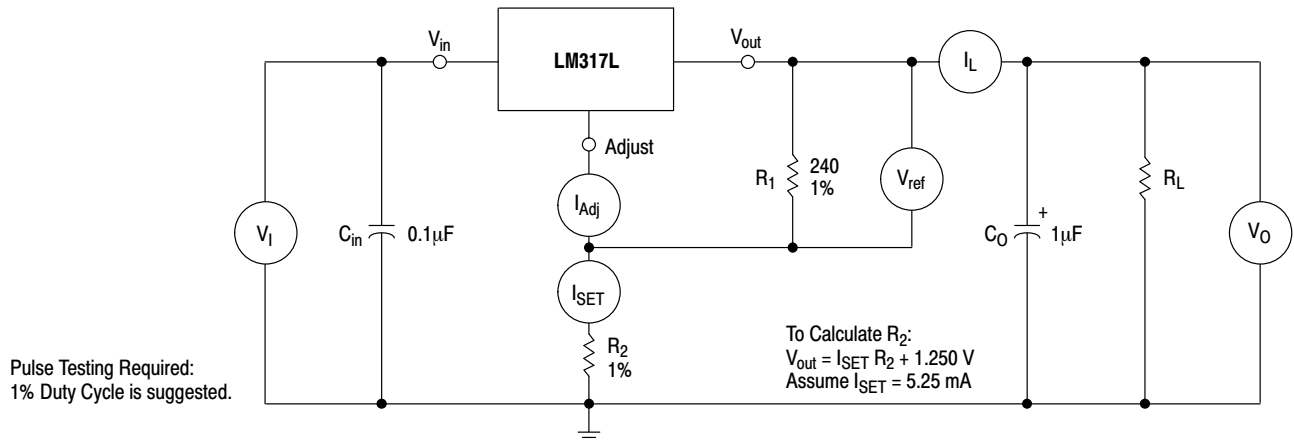 Vin
LM317L
Vout
IL
Adjust
R1
240
1%
Vref
RL
IAdj
VI
Cin
0.1μF
CO
+
1μF
VO
ISET
R2
1%
To Calculate R2:
Vout = ISET R2 + 1.250 V
Assume ISET = 5.25 mA
Pulse Testing Required:
1% Duty Cycle is suggested.